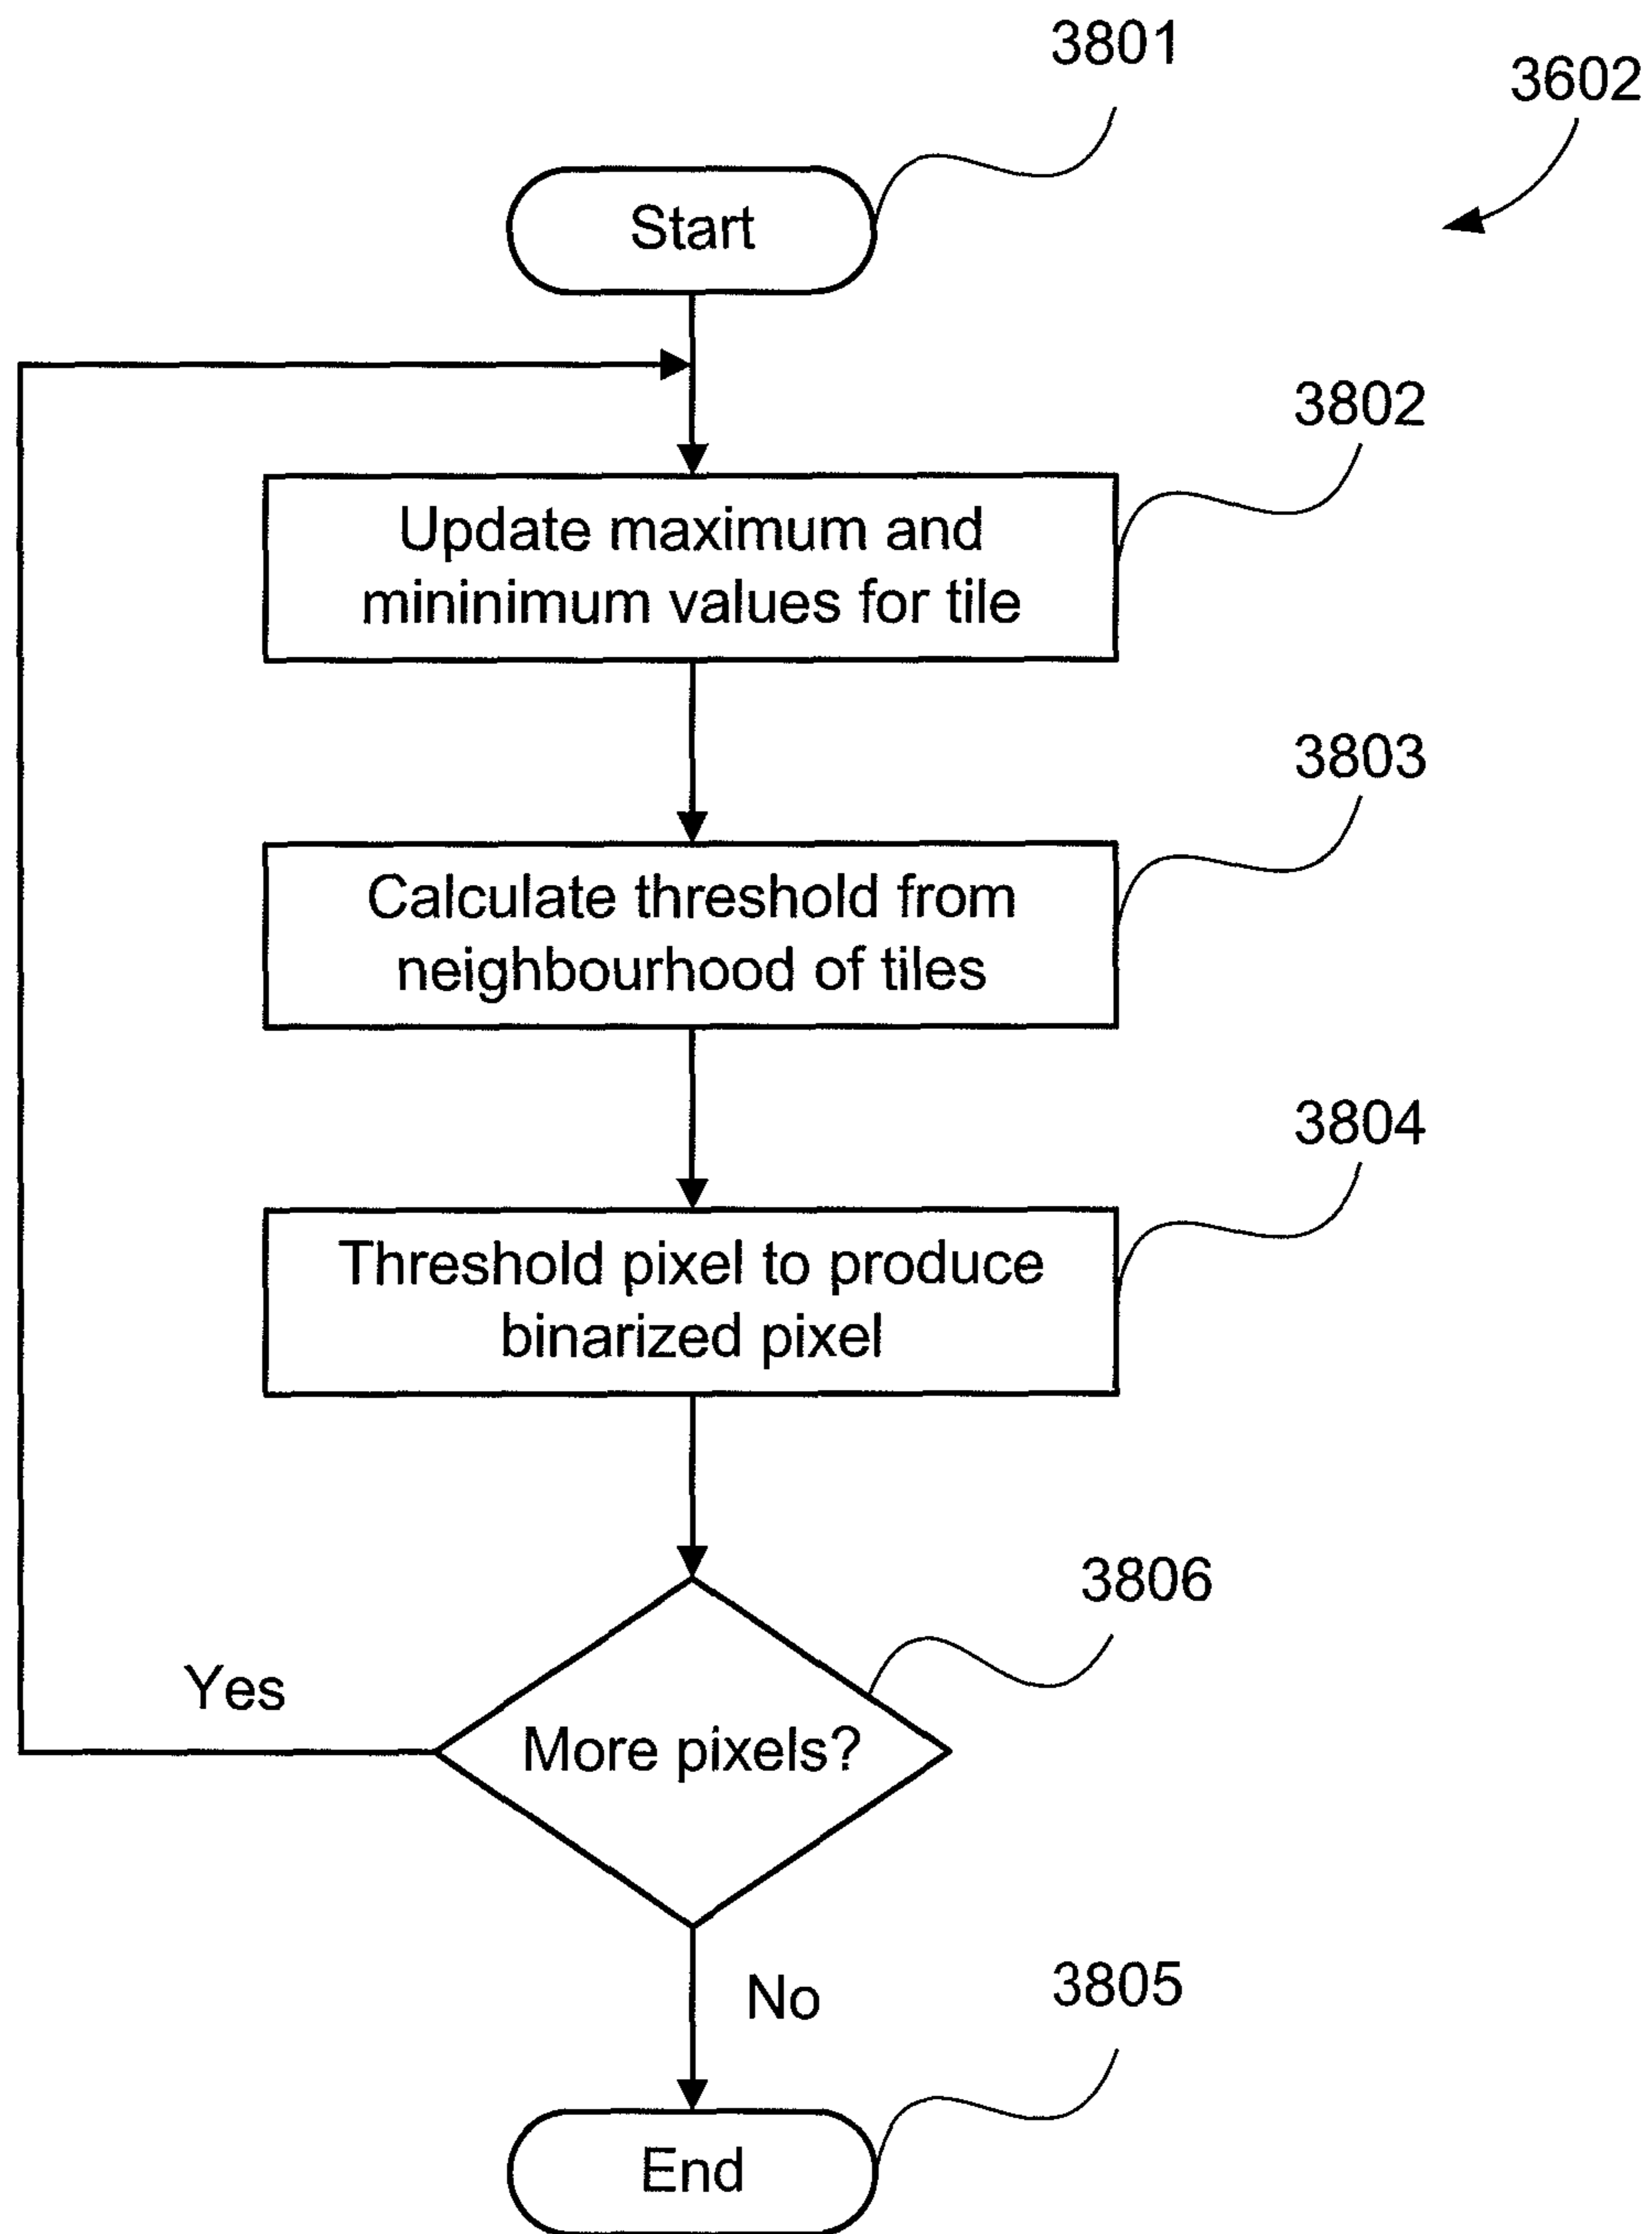 3801
3602
Start
3802
Update maximum and
mininimum values for tile
3803
Calculate threshold from
neighbourhood of tiles
3804
Threshold pixel to produce
binarized pixel
3806
Yes
More pixels?
No
3805
End